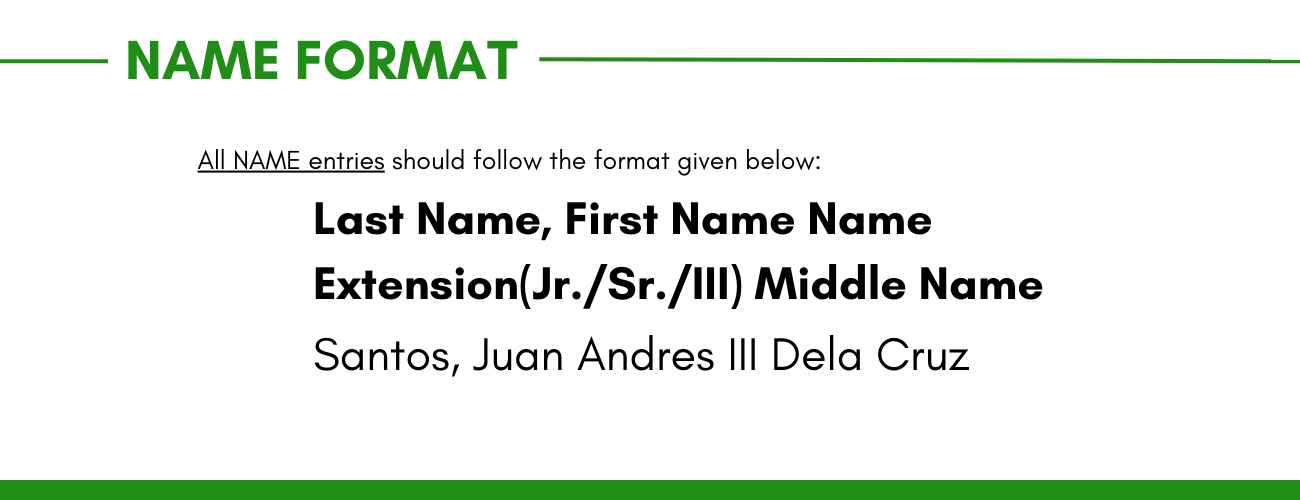 NAME FORMAT
All NAME entries should follow the format given below:
Last Name, First Name Name
Extension(Jr./Sr./III) Middle Name
Santos, Juan Andres III Dela Cruz